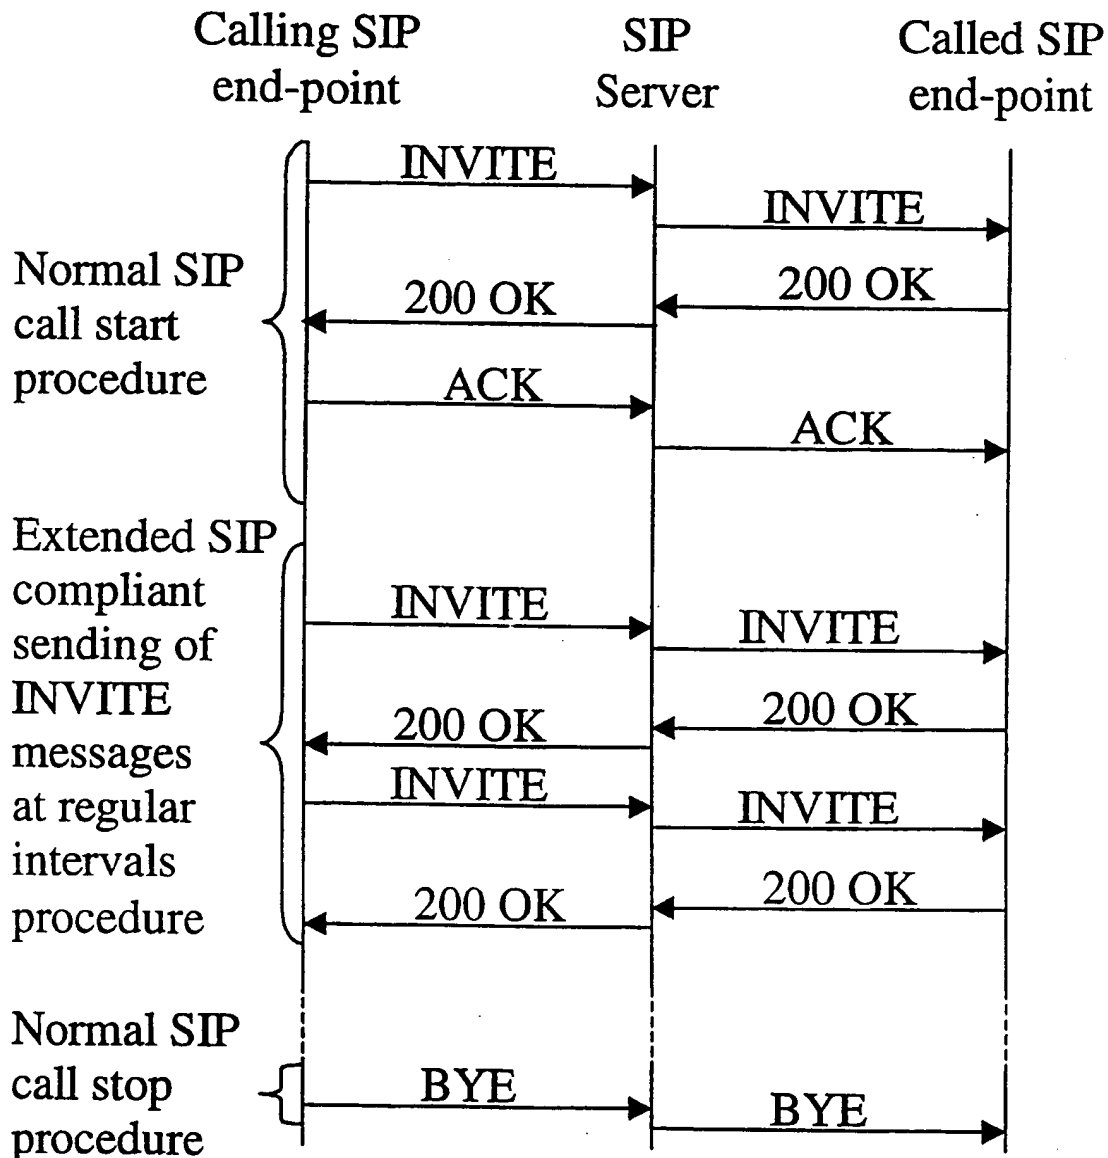 Calling SIP
end-point
SIP
Server
Called SIP
end-point
Normal SIP
call start
procedure
INVITE
INVITE
200 OK
200 OK
ACK
ACK
Extended SIP
compliant
sending of
INVITE
messages
at regular
intervals
procedure
INVITE
INVITE
200 OK
200 OK
INVITE
INVITE
200 OK
200 OK
Normal SIP
call stop
procedure
BYE
BYE